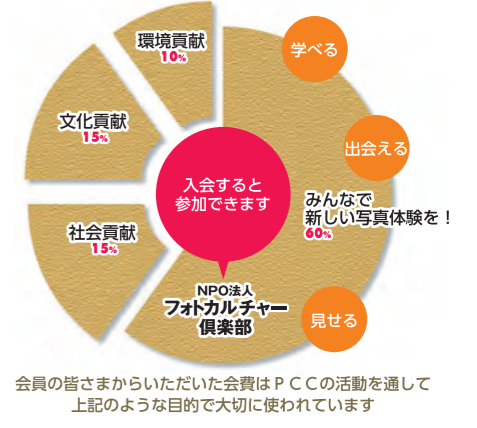 環境貢献
10%
学べる
文化貢献
15%
出会える
入会すると
参加できます
みんなで
新しい写真体験を！
60%
社会貢献
15%
NPO法人
フォトカルチャー
倶楽部
見せる
会員の皆さまからいただいた会費はＰＣＣの活動を通して
上記のような目的で大切に使われています